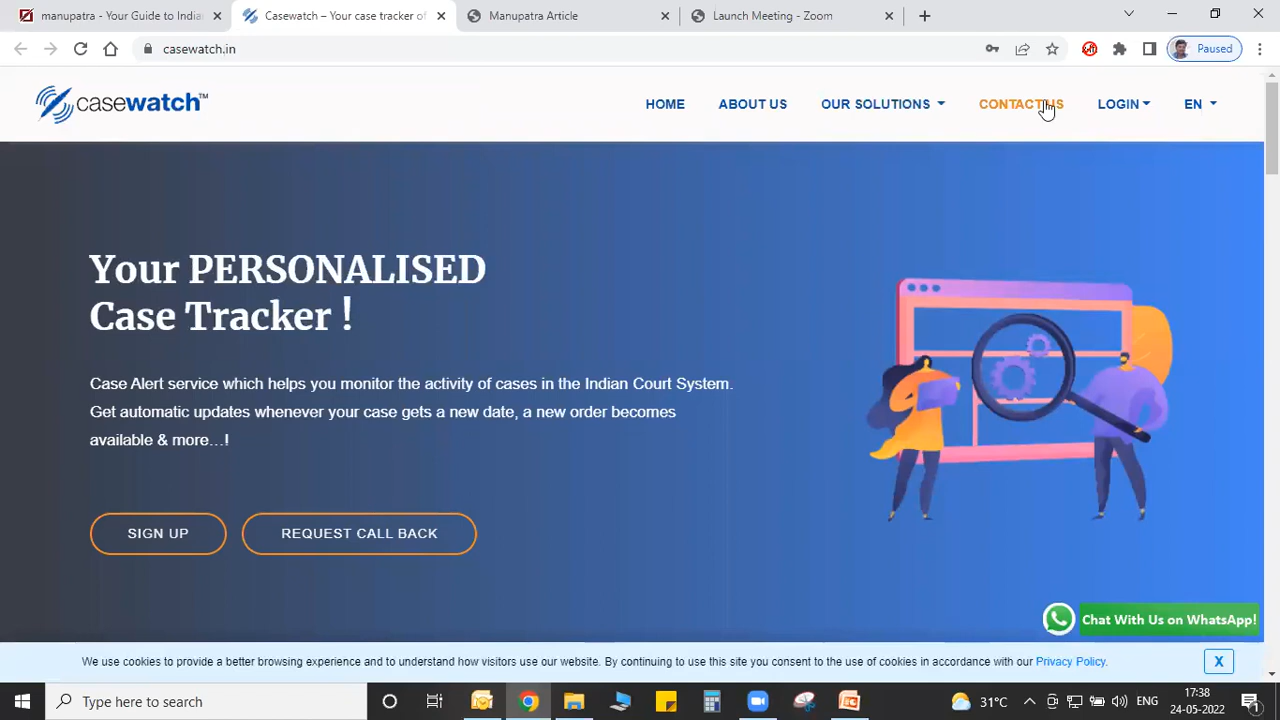 manupatra - Your Guide to India
Casewatch – Your case tracker of
Manupatra Article
Launch Meeting - Zoom
casewatch.in
Paused
casewatch™
HOME
ABOUT US
OUR SOLUTIONS
CONTACT US
LOGIN
EN
Your PERSONALISED
Case Tracker !
Case Alert service which helps you monitor the activity of cases in the Indian Court System.
Get automatic updates whenever your case gets a new date, a new order becomes
available & more...!
SIGN UP
REQUEST CALL BACK
Chat With Us on WhatsApp!
We use cookies to provide a better browsing experience and to understand how visitors use our website. By continuing to use this site you consent to the use of cookies in accordance with our Privacy Policy.
X
Type here to search
31°C
ENG
17:38
24-05-2022
1